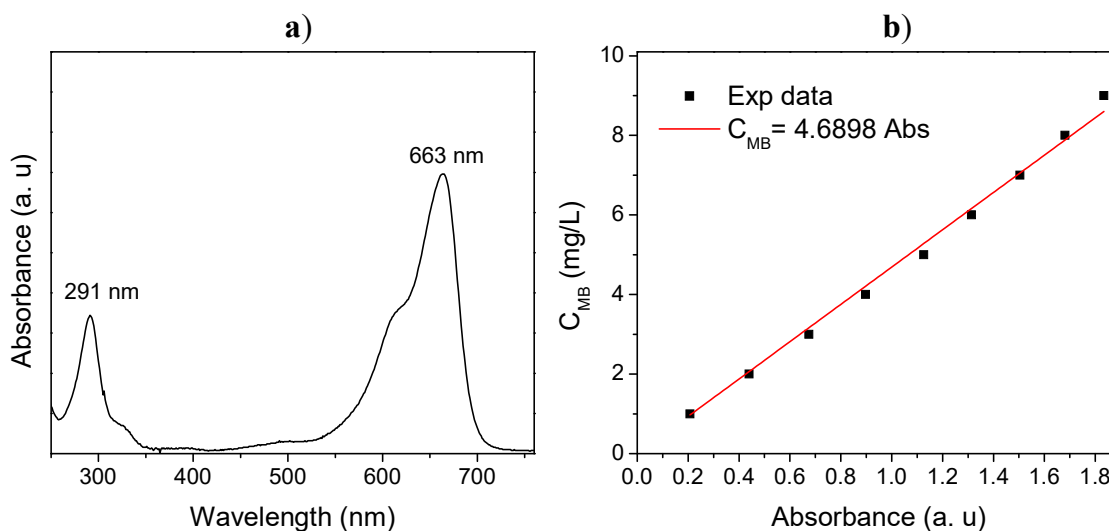 a)
Absorbance (a. u)
291 nm
663 nm
300 400 500 600 700
Wavelength (nm)
b)
C_MB (mg/L)
10
8
6
4
2
0
Exp data
C_MB= 4.6898 Abs
0.0 0.2 0.4 0.6 0.8 1.0 1.2 1.4 1.6 1.8
Absorbance (a. u)